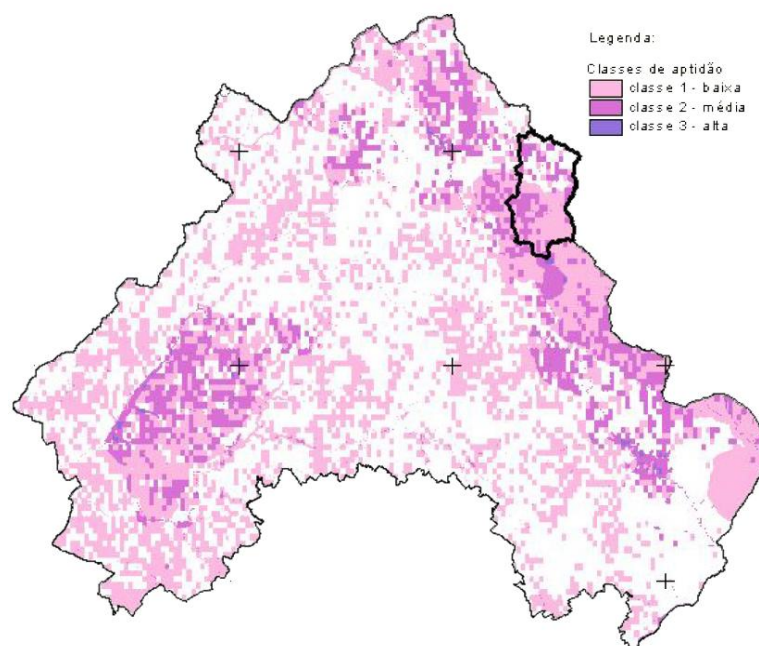 Legenda:
Classes de aptidão
classe 1 - baixa
classe 2 - média
classe 3 - alta